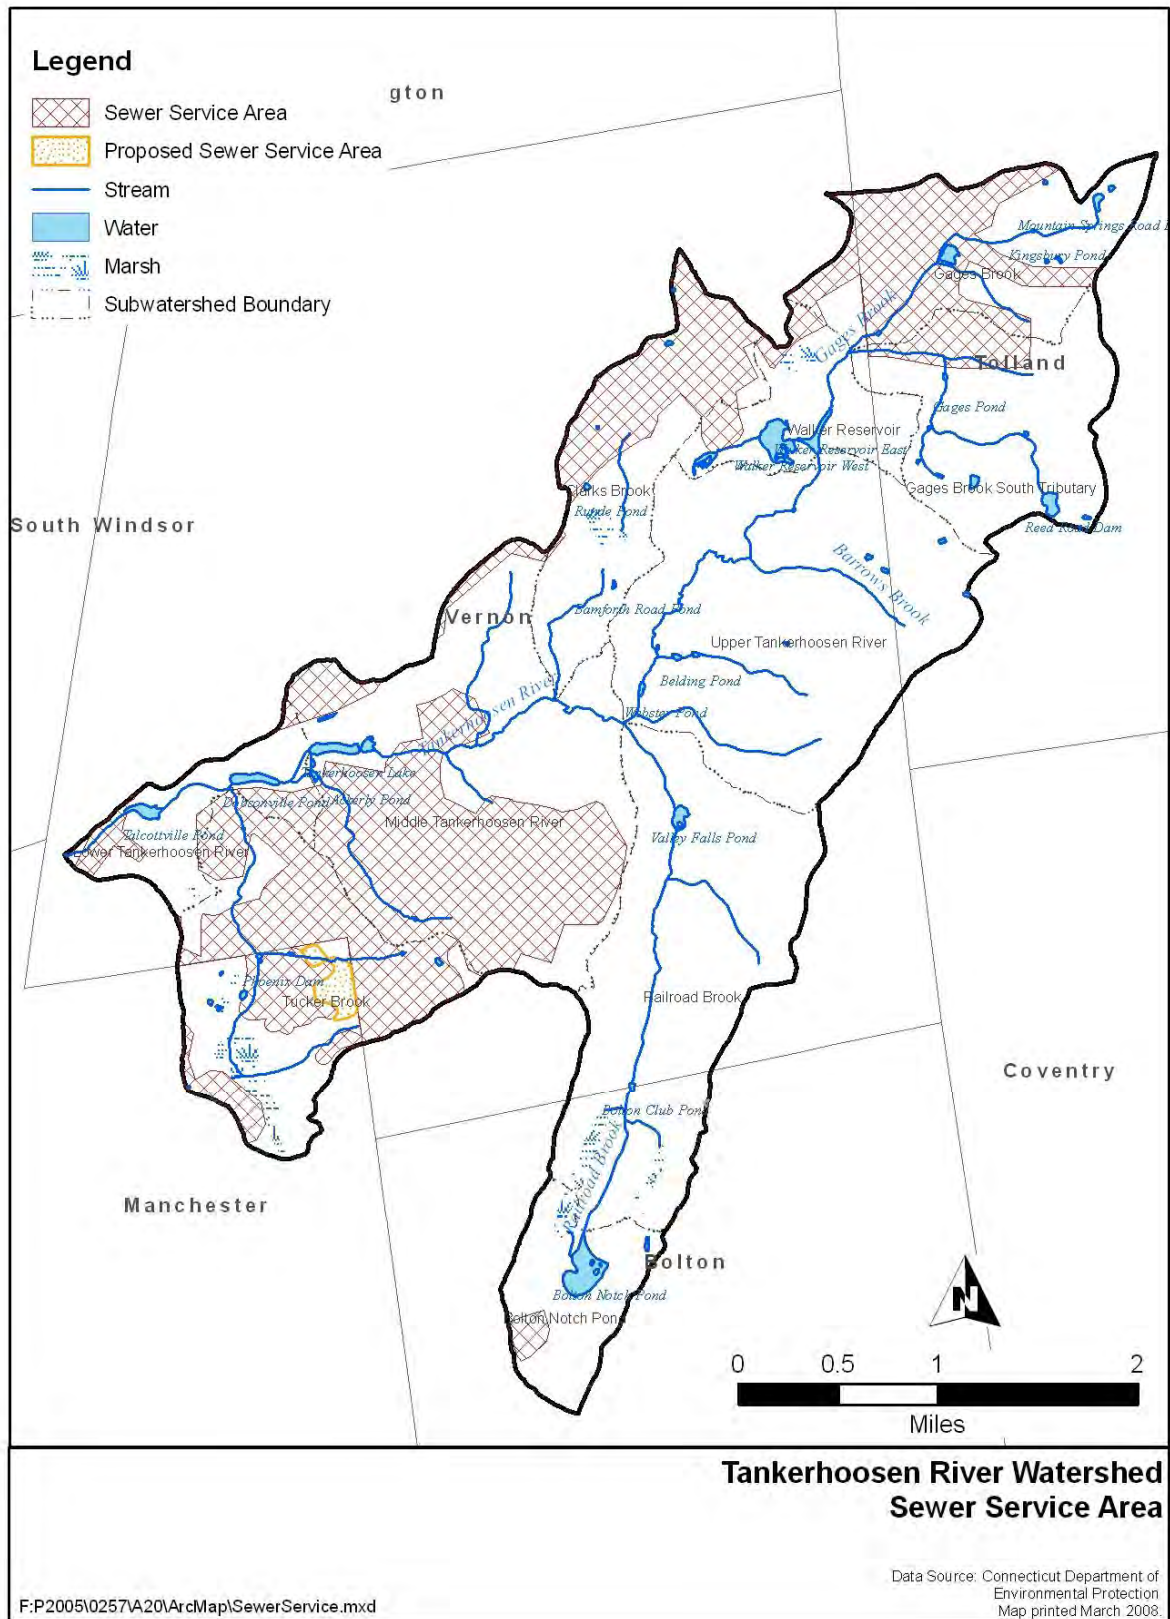 Legend
Sewer Service Area
Proposed Sewer Service Area
Stream
Water
Marsh
Subwatershed Boundary
gton
Mountain Springs Road
Kingsbury Pond
Gages Brook
Gages Brook
Tolland
Gages Pond
Walker Reservoir
Walker Reservoir East
Walker Reservoir West
Clarks Brook
Gages Brook South Tributary
Runde Pond
South Windsor
Reed Road Dam
Barrows Brook
Bamforth Road Pond
Vernon
Upper Tankerhoosen River
Belding Pond
Tankerhoosen River
Webster Pond
Tankerhoosen Lake
Dobsonville Pond
Ackerly Pond
Middle Tankerhoosen River
Talcottville Pond
Valley Falls Pond
Lower Tankerhoosen River
Phoenix Dam
Tucker Brook
Railroad Brook
Coventry
Bolton Club Pond
Railroad Brook
Manchester
Bolton
Bolton Notch Pond
Bolton Notch Pond
N
0 0.5 1 2
Miles
Tankerhoosen River Watershed
Sewer Service Area
Data Source: Connecticut Department of
Environmental Protection
Map printed March 2008
F:P2005\0257\A20\ArcMap\SewerService.mxd